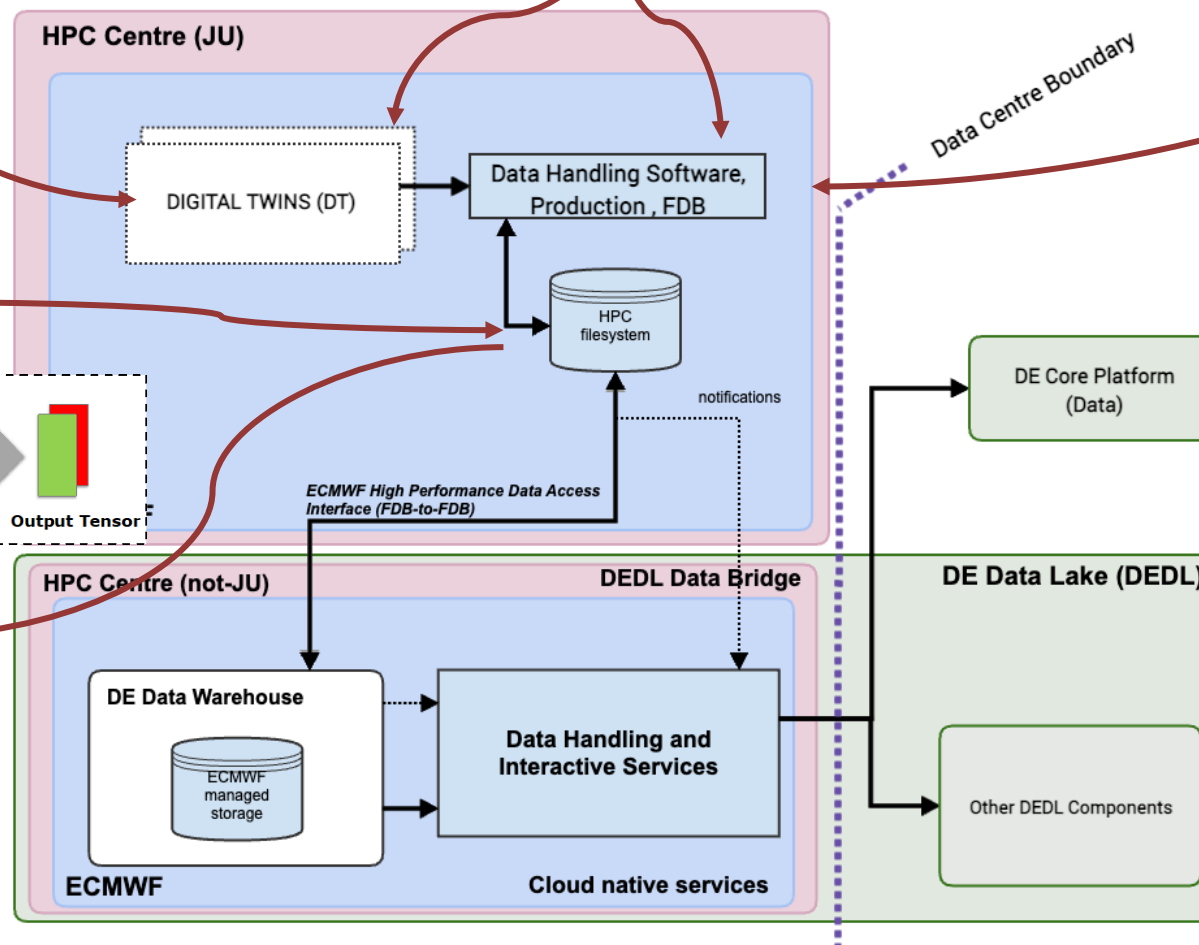 HPC Centre (JU)
Data Centre Boundary
DIGITAL TWINS (DT)
Data Handling Software,
Production , FDB
HPC
filesystem
notifications
DE Core Platform
(Data)
ECMWF High Performance Data Access
Interface (FDB-to-FDB)
Output Tensor
HPC Centre (not-JU)
DEDL Data Bridge
DE Data Lake (DEDL)
DE Data Warehouse
ECMWF
managed
storage
Data Handling and
Interactive Services
Other DEDL Components
ECMWF
Cloud native services